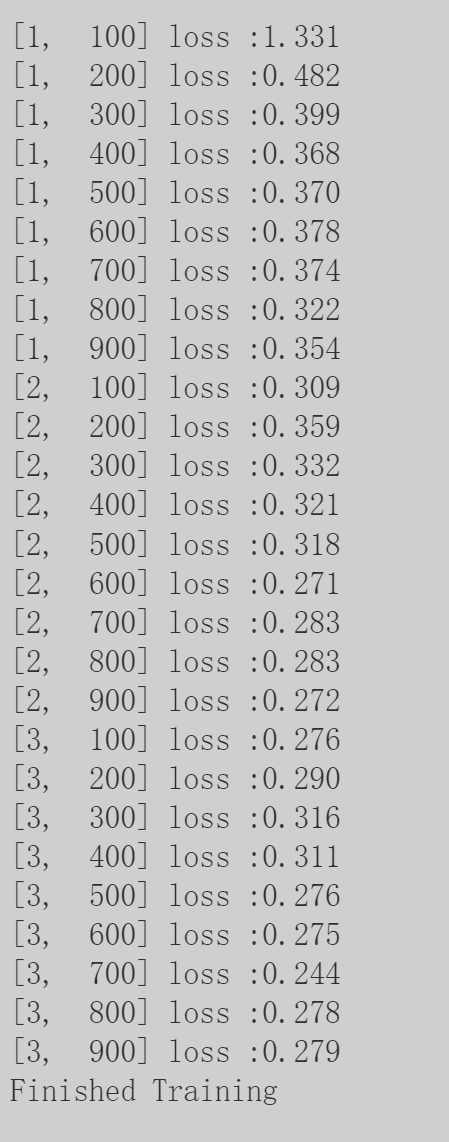 [1,   100] loss :1.331
[1,   200] loss :0.482
[1,   300] loss :0.399
[1,   400] loss :0.368
[1,   500] loss :0.370
[1,   600] loss :0.378
[1,   700] loss :0.374
[1,   800] loss :0.322
[1,   900] loss :0.354
[2,   100] loss :0.309
[2,   200] loss :0.359
[2,   300] loss :0.332
[2,   400] loss :0.321
[2,   500] loss :0.318
[2,   600] loss :0.271
[2,   700] loss :0.283
[2,   800] loss :0.283
[2,   900] loss :0.272
[3,   100] loss :0.276
[3,   200] loss :0.290
[3,   300] loss :0.316
[3,   400] loss :0.311
[3,   500] loss :0.276
[3,   600] loss :0.275
[3,   700] loss :0.244
[3,   800] loss :0.278
[3,   900] loss :0.279
Finished Training